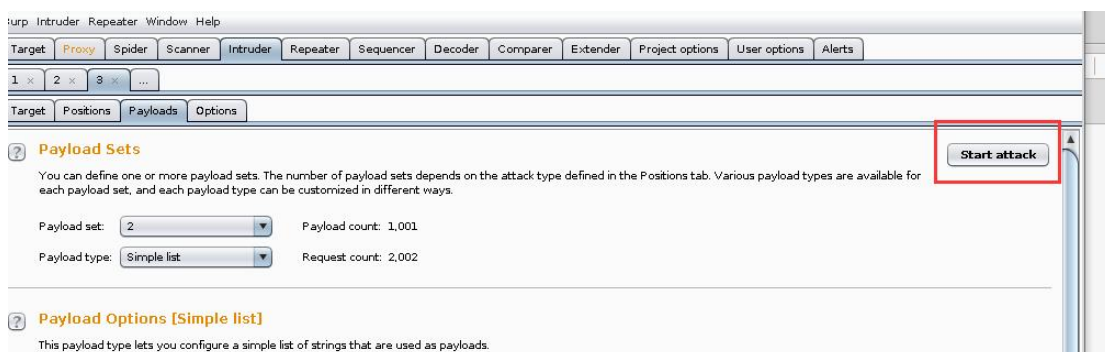 urp Intruder Repeater Window Help
Target Proxy Spider Scanner Intruder Repeater Sequencer Decoder Comparer Extender Project options User options Alerts
1 × 2 × 3 × ...
Target Positions Payloads Options
? Payload Sets
Start attack
You can define one or more payload sets. The number of payload sets depends on the attack type defined in the Positions tab. Various payload types are available for
each payload set, and each payload type can be customized in different ways.
Payload set: 2 Payload count: 1,001
Payload type: Simple list Request count: 2,002
? Payload Options [Simple list]
This payload type lets you configure a simple list of strings that are used as payloads.